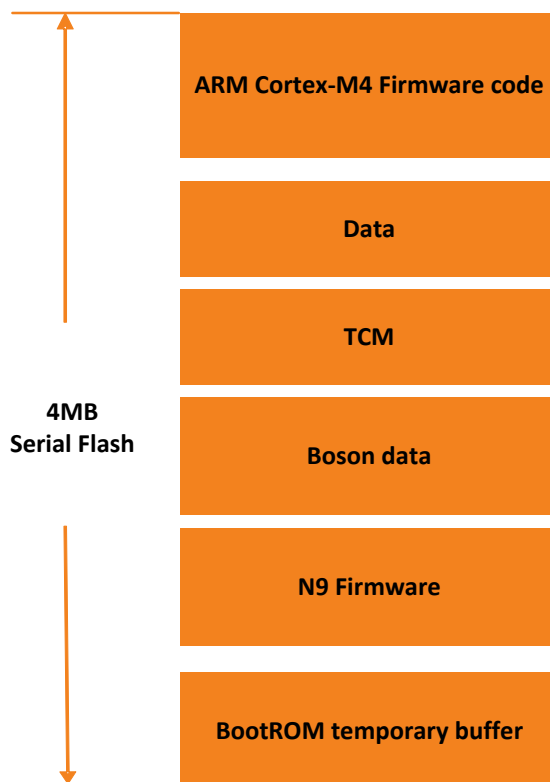 ARM Cortex-M4 Firmware code
Data
TCM
4MB
Serial Flash
Boson data
N9 Firmware
BootROM temporary buffer